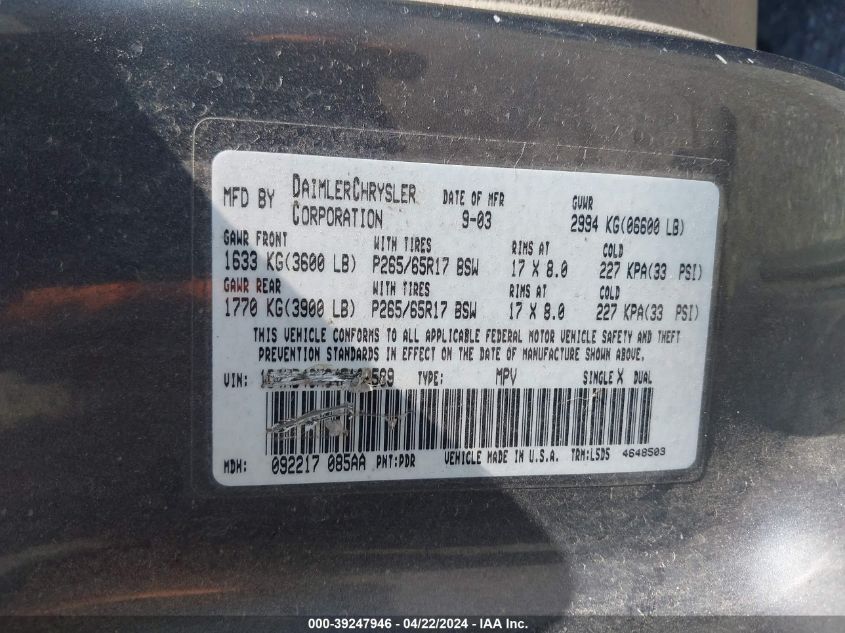 MFD BY DAIMLERCHRYSLER CORPORATION DATE OF MFR 9-03 GVWR 2994 KG(06600 LB)
GAWR FRONT WITH TIRES RIMS AT COLD
1633 KG(3600 LB) P265/65R17 BSW 17 X 8.0 227 KPA(33 PSI)
GAWR REAR WITH TIRES RIMS AT COLD
1770 KG(3900 LB) P265/65R17 BSW 17 X 8.0 227 KPA(33 PSI)
THIS VEHICLE CONFORMS TO ALL APPLICABLE FEDERAL MOTOR VEHICLE SAFETY AND THEFT
PREVENTION STANDARDS IN EFFECT ON THE DATE OF MANUFACTURE SHOWN ABOVE.
VIN: TYPE: MPV SINGLE X DUAL
MDH: 092217 085AA PNT:PDR VEHICLE MADE IN U.S.A. TRM:L5D5 4648503
000-39247946 - 04/22/2024 - IAA Inc.